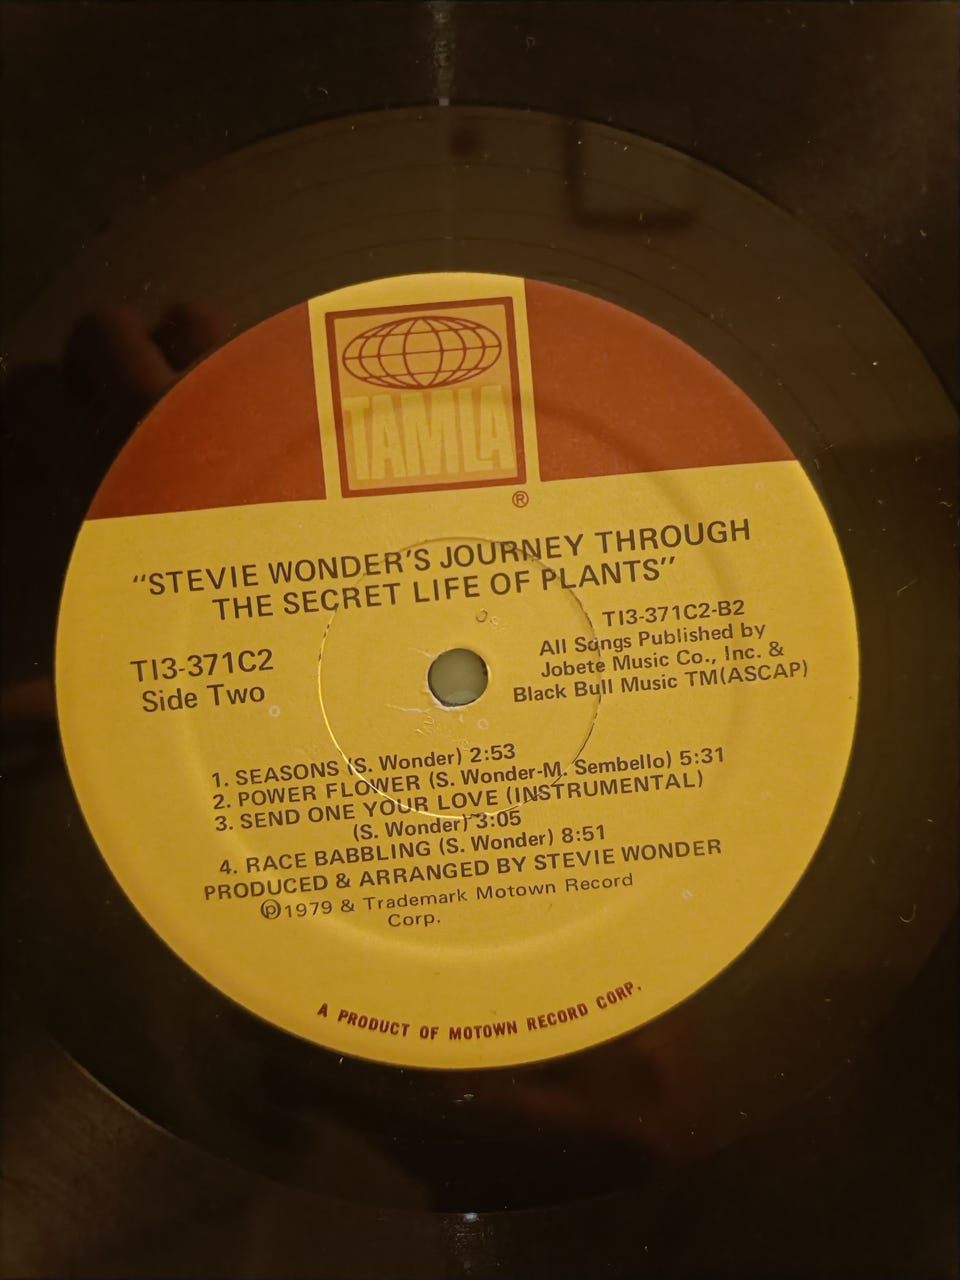 TAMLA
®
"STEVIE WONDER'S JOURNEY THROUGH
THE SECRET LIFE OF PLANTS"
T13-371C2
Side Two
T13-371C2-B2
All Songs Published by
Jobete Music Co., Inc. &
Black Bull Music TM(ASCAP)
1. SEASONS (S. Wonder) 2:53
2. POWER FLOWER (S. Wonder-M. Sembello) 5:31
3. SEND ONE YOUR LOVE (INSTRUMENTAL)
(S. Wonder) 3:05
4. RACE BABBLING (S. Wonder) 8:51
PRODUCED & ARRANGED BY STEVIE WONDER
℗1979 & Trademark Motown Record
Corp.
A PRODUCT OF MOTOWN RECORD CORP.